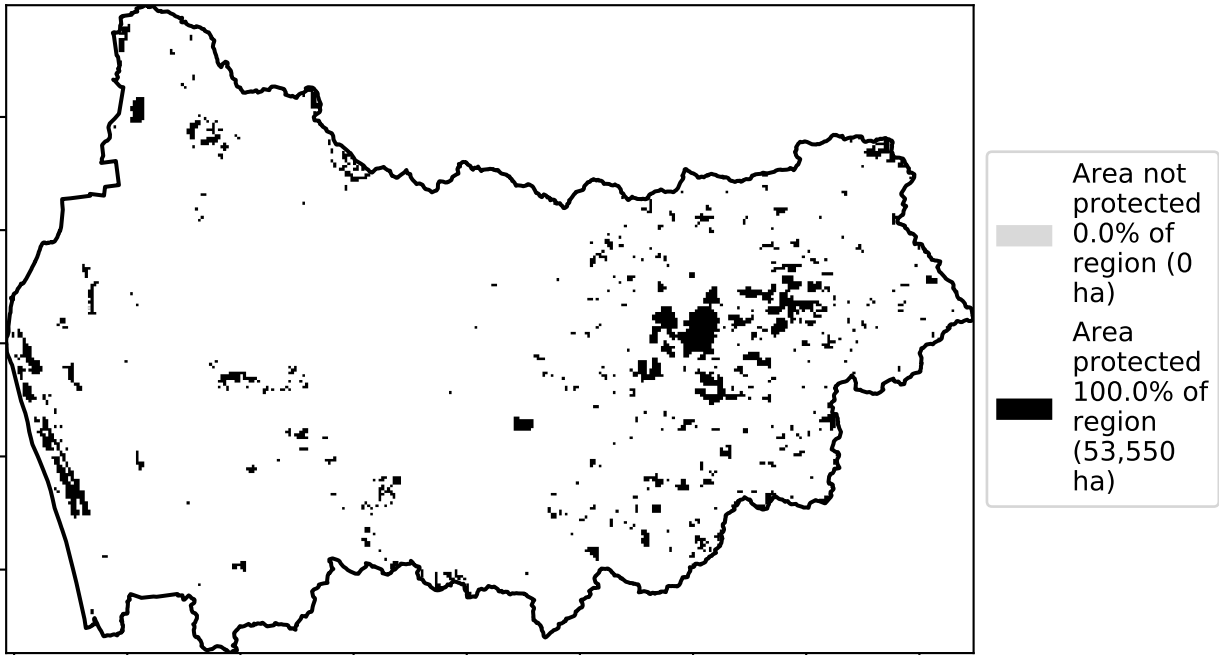 Area not
protected
0.0% of
region (0
ha)
Area
protected
100.0% of
region
(53,550
ha)